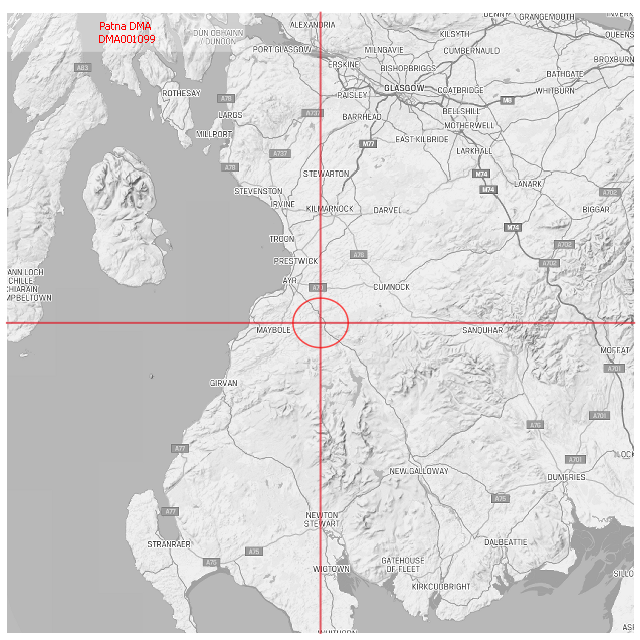 Patna DMA
DMA001099
ALEXANDRIA
DENNY
GRANGEMOUTH
DUN OBHAINN
/ DUNOON
KILSYTH
QUEENS
PORT GLASGOW
MILNGAVIE
CUMBERNAULD
BROXBURN
ERSKINE
BISHOPBRIGGS
BATHGATE
A83
ROTHESAY
A78
PAISLEY
GLASGOW
COATBRIDGE
WHITBURN
M8
LARGS
A737
BARRHEAD
BELLSHILL
MOTHERWELL
MILLPORT
EAST KILBRIDE
M77
LARKHALL
A737
A78
STEWARTON
M74
LANARK
M74
A702
STEVENSTON
IRVINE
KILMARNOCK
DARVEL
BIGGAR
M74
TROON
A702
A76
PRESTWICK
A702
ANN LOCH
CHILLE
CHIARAIN
MPBELTOWN
AYR
CUMNOCK
MAYBOLE
SANQUHAR
MOFFAT
A701
GIRVAN
A701
A76
A77
ILOCK
A701
NEW GALLOWAY
DUMFRIES
A75
A77
NEWTON
STEWART
STRANRAER
DALBEATTIE
A75
A75
WIGTOWN
GATEHOUSE
OF FLEET
SILLO
KIRKCUDBRIGHT
WHITHORN
ASP